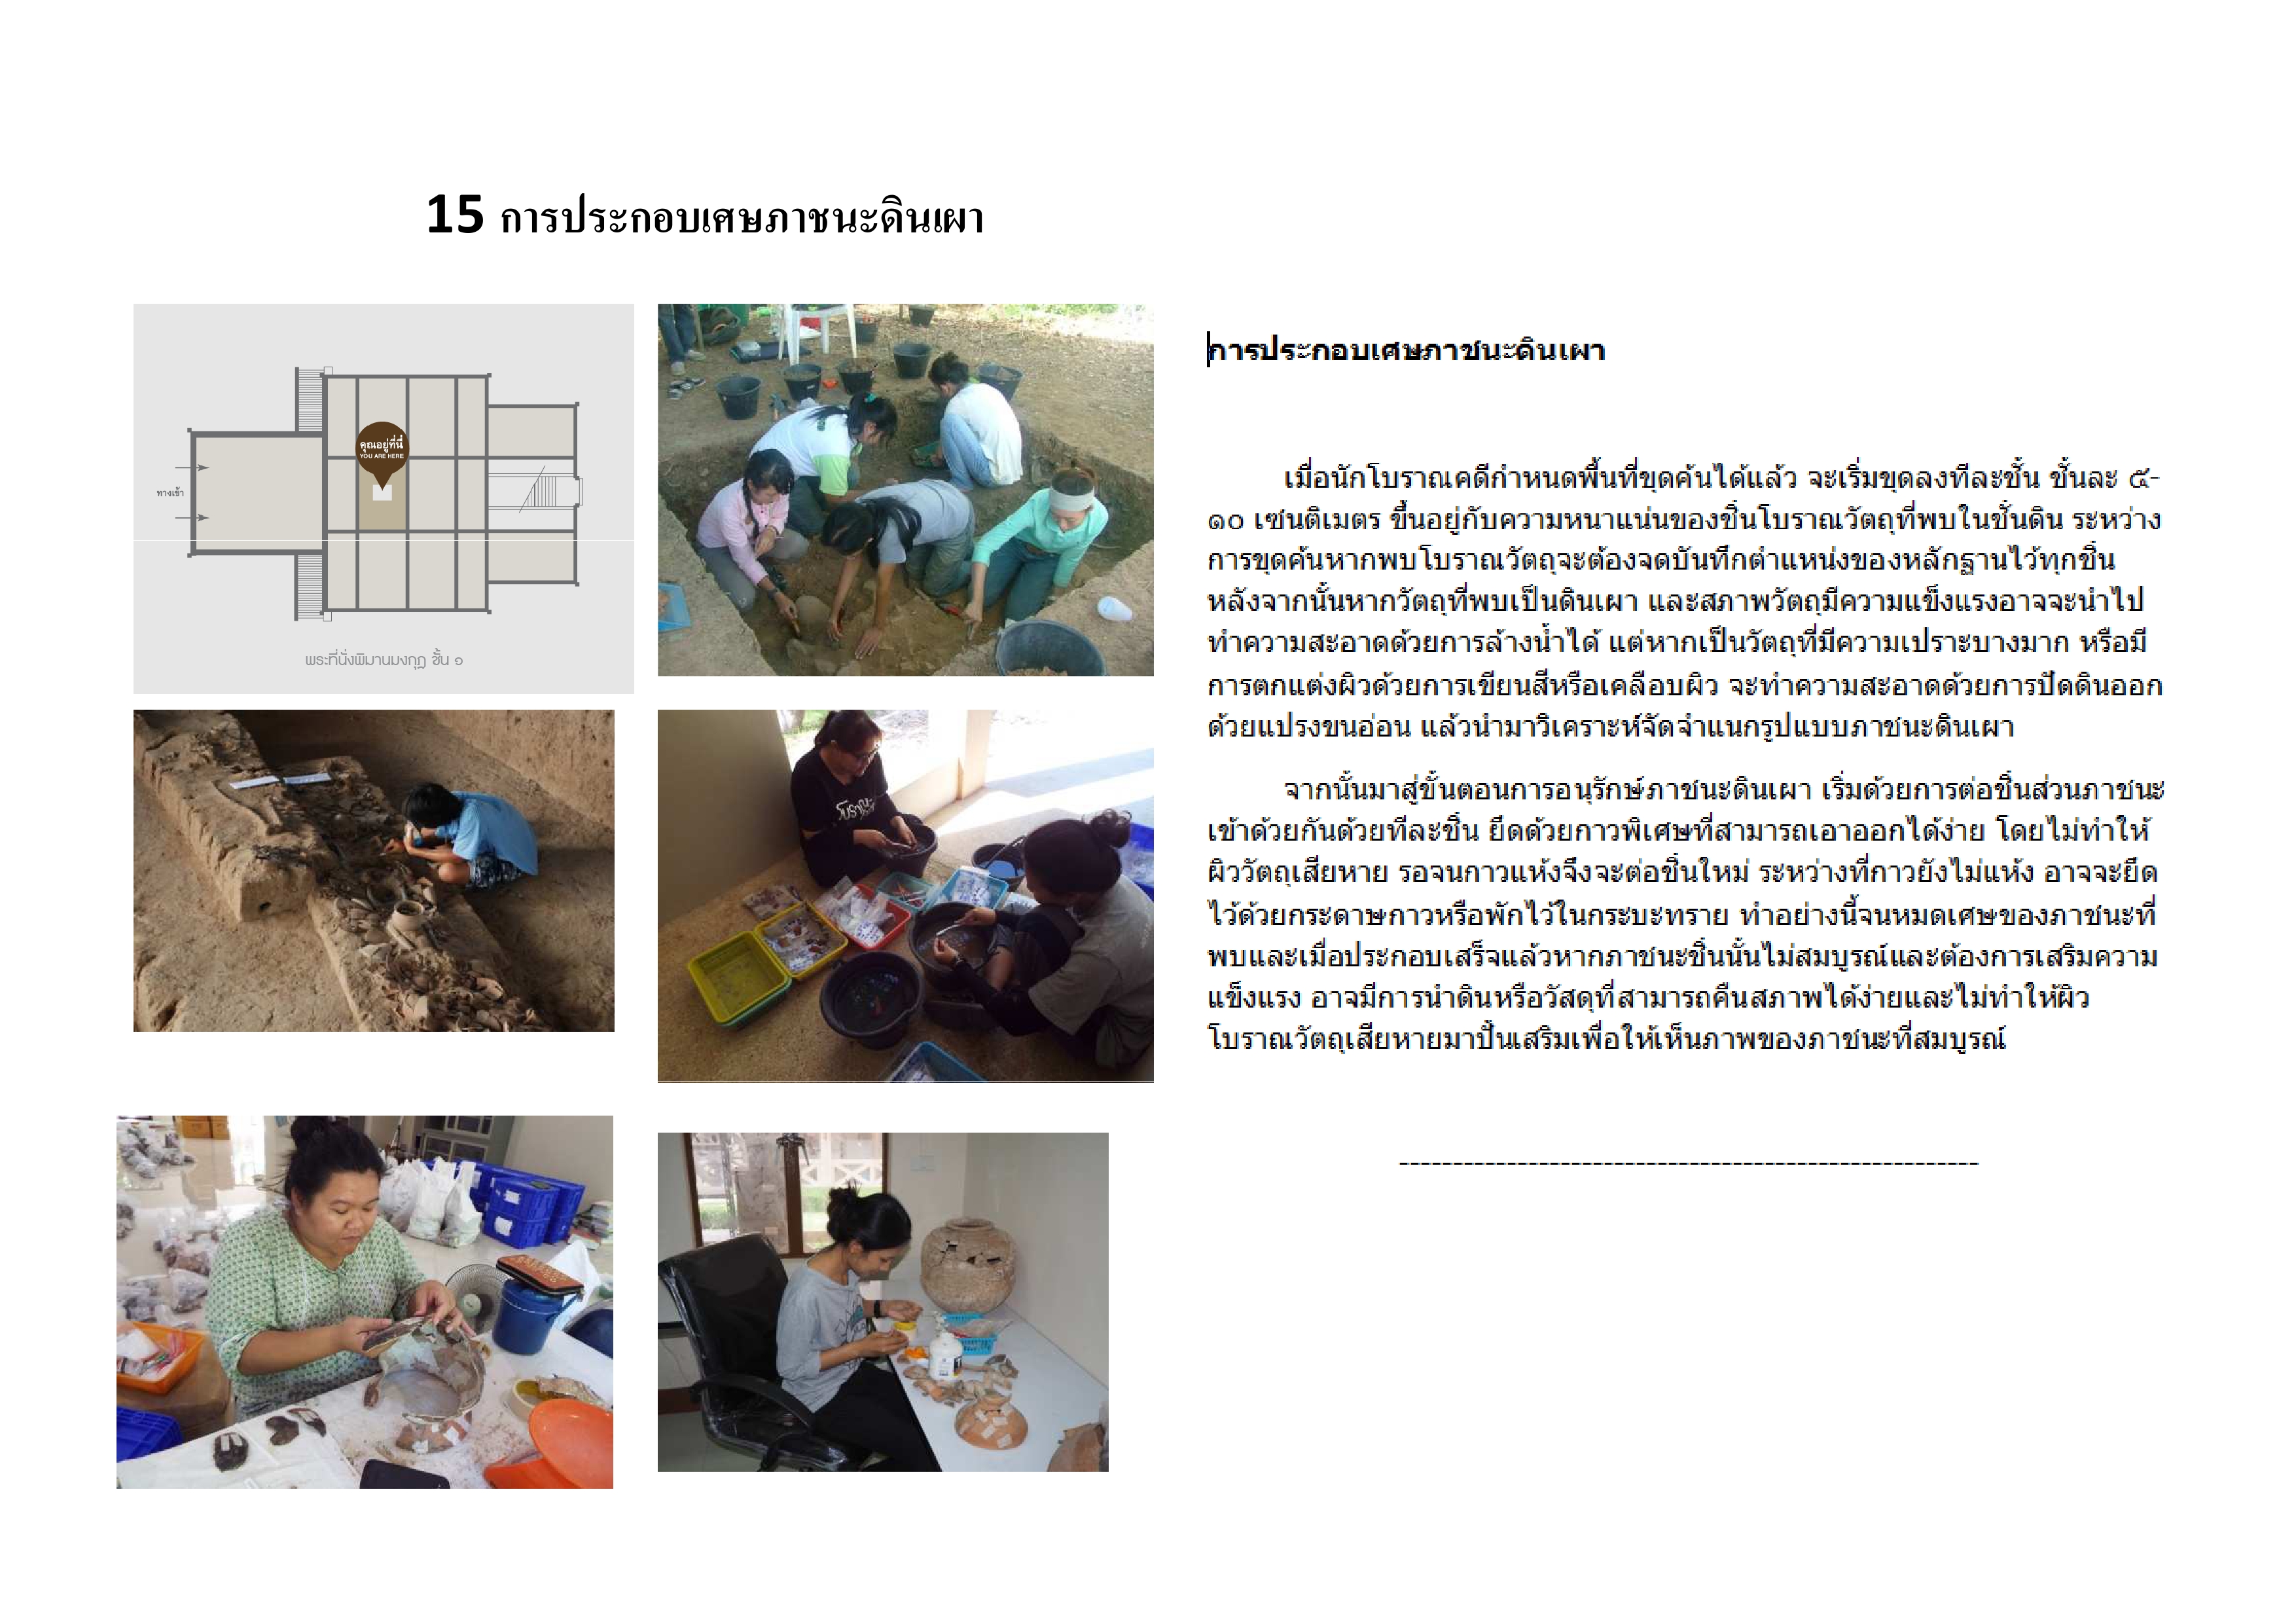 15 การประกอบเศษภาชนะดินเผา
คุณอยู่ที่นี่
YOU ARE HERE
ทางเข้า
พระที่นั่งพิมานมงกุฎ ชั้น ๑
การประกอบเศษภาชนะดินเผา
เมื่อนักโบราณคดีกำหนดพื้นที่ขุดค้นได้แล้ว จะเริ่มขุดลงทีละชั้น ชั้นละ ๕-
๑๐ เซนติเมตร ขึ้นอยู่กับความหนาแน่นของชิ้นโบราณวัตถุที่พบในชั้นดิน ระหว่าง
การขุดค้นหากพบโบราณวัตถุจะต้องจดบันทึกตำแหน่งของหลักฐานไว้ทุกชิ้น
หลังจากนั้นหากวัตถุที่พบเป็นดินเผา และสภาพวัตถุมีความแข็งแรงอาจจะนำไป
ทำความสะอาดด้วยการล้างน้ำได้ แต่หากเป็นวัตถุที่มีความเปราะบางมาก หรือมี
การตกแต่งผิวด้วยการเขียนสีหรือเคลือบผิว จะทำความสะอาดด้วยการปัดดินออก
ด้วยแปรงขนอ่อน แล้วนำมาวิเคราะห์จัดจำแนกรูปแบบภาชนะดินเผา
จากนั้นมาสู่ขั้นตอนการอนุรักษ์ภาชนะดินเผา เริ่มด้วยการต่อชิ้นส่วนภาชนะ
เข้าด้วยกันด้วยทีละชิ้น ยึดด้วยกาวพิเศษที่สามารถเอาออกได้ง่าย โดยไม่ทำให้
ผิววัตถุเสียหาย รอจนกาวแห้งจึงจะต่อชิ้นใหม่ ระหว่างที่กาวยังไม่แห้ง อาจจะยึด
ไว้ด้วยกระดาษกาวหรือพักไว้ในกระบะทราย ทำอย่างนี้จนหมดเศษของภาชนะที่
พบและเมื่อประกอบเสร็จแล้วหากภาชนะชิ้นนั้นไม่สมบูรณ์และต้องการเสริมความ
แข็งแรง อาจมีการนำดินหรือวัสดุที่สามารถคืนสภาพได้ง่ายและไม่ทำให้ผิว
โบราณวัตถุเสียหายมาปั้นเสริมเพื่อให้เห็นภาพของภาชนะที่สมบูรณ์